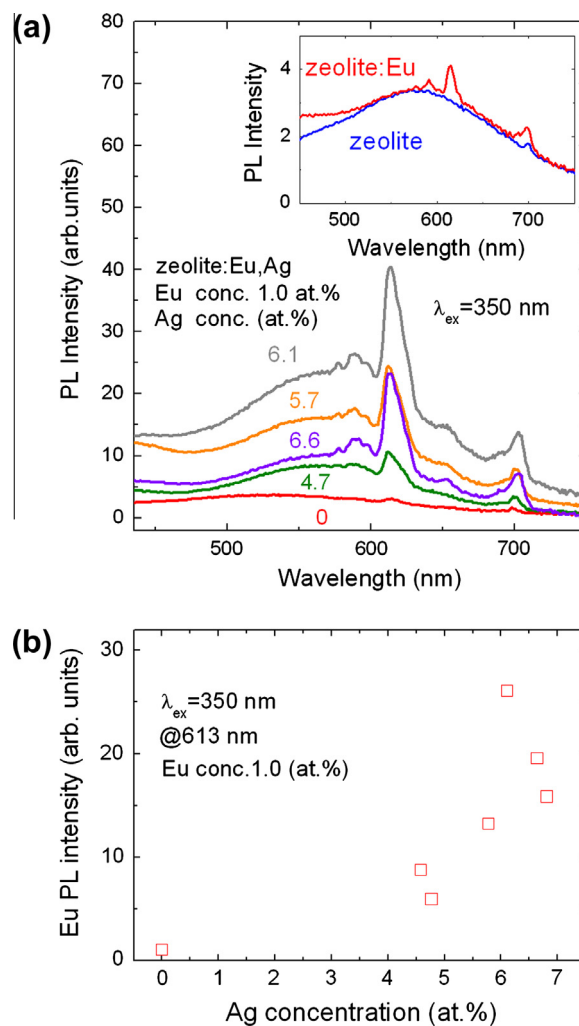 (a)
80
70
60
50
40
30
20
10
0
PL Intensity (arb.units)
zeolite:Eu,Ag
Eu conc. 1.0 at.%
Ag conc. (at.%)
λex=350 nm
6.1
5.7
6.6
4.7
0
500
600
700
Wavelength (nm)
zeolite:Eu
zeolite
4
2
0
PL Intensity
500
600
700
Wavelength (nm)
(b)
30
20
10
0
Eu PL intensity (arb. units)
λex=350 nm
@613 nm
Eu conc.1.0 (at.%)
0 1 2 3 4 5 6 7
Ag concentration (at.%)